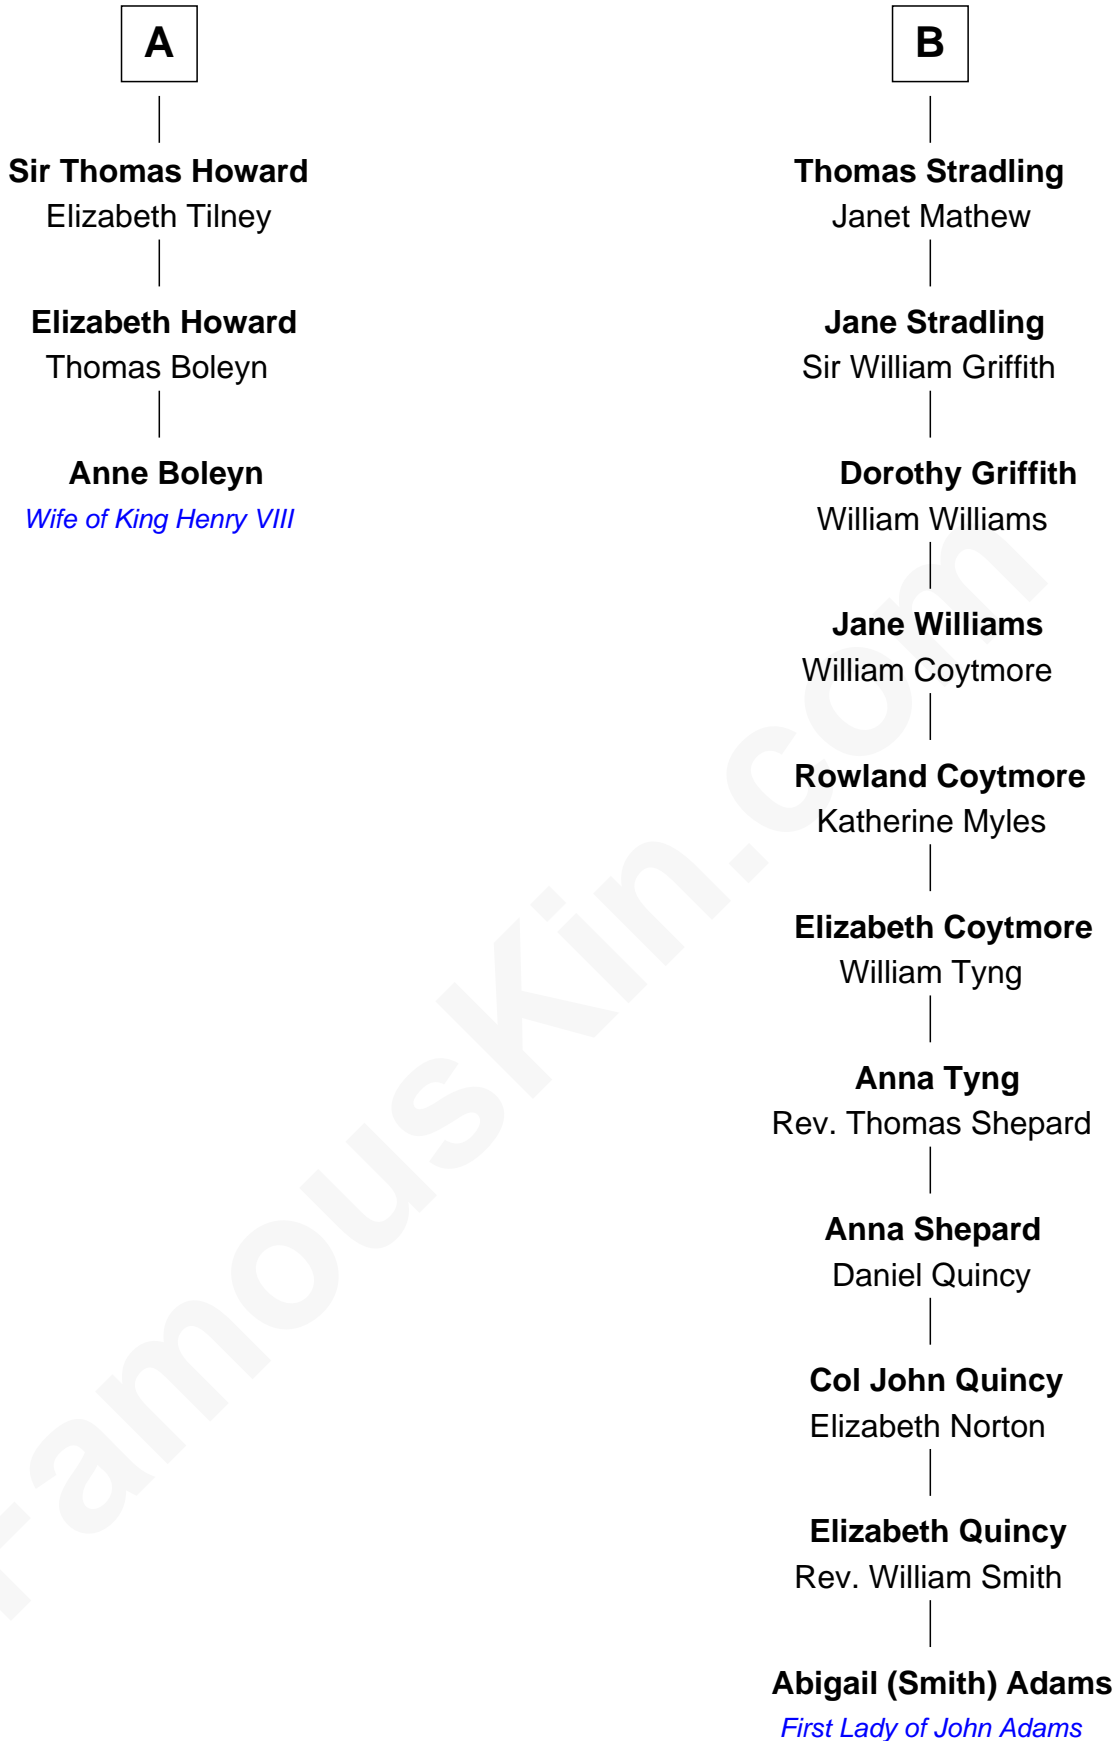 A
Sir Thomas Howard
Elizabeth Tilney
Elizabeth Howard
Thomas Boleyn
Anne Boleyn
Wife of King Henry VIII
B
Thomas Stradling
Janet Mathew
Jane Stradling
Sir William Griffith
Dorothy Griffith
William Williams
Jane Williams
William Coytmore
Rowland Coytmore
Katherine Myles
Elizabeth Coytmore
William Tyng
Anna Tyng
Rev. Thomas Shepard
Anna Shepard
Daniel Quincy
Col John Quincy
Elizabeth Norton
Elizabeth Quincy
Rev. William Smith
Abigail (Smith) Adams
First Lady of John Adams
FamousKin.com